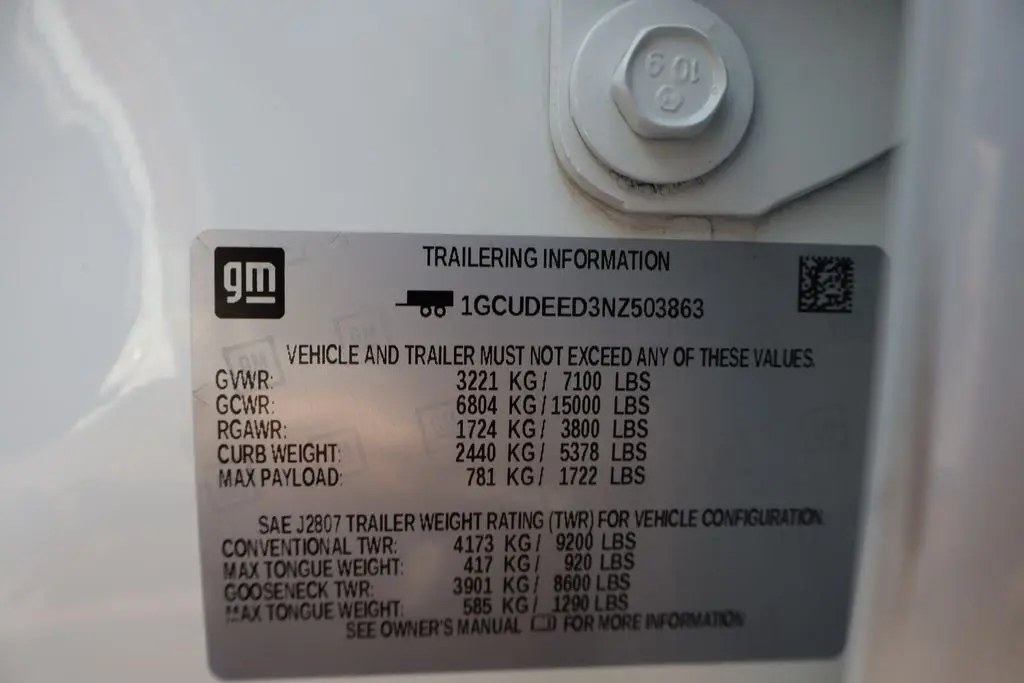 10 9
gm
TRAILERING INFORMATION
1GCUDEED3NZ503863
VEHICLE AND TRAILER MUST NOT EXCEED ANY OF THESE VALUES.
GVWR: 3221 KG / 7100 LBS
GCWR: 6804 KG / 15000 LBS
RGAWR: 1724 KG / 3800 LBS
CURB WEIGHT: 2440 KG / 5378 LBS
MAX PAYLOAD: 781 KG / 1722 LBS
SAE J2807 TRAILER WEIGHT RATING (TWR) FOR VEHICLE CONFIGURATION.
CONVENTIONAL TWR: 4173 KG / 9200 LBS
MAX TONGUE WEIGHT: 417 KG / 920 LBS
GOOSENECK TWR: 3901 KG / 8600 LBS
MAX TONGUE WEIGHT: 585 KG / 1290 LBS
SEE OWNER'S MANUAL FOR MORE INFORMATION